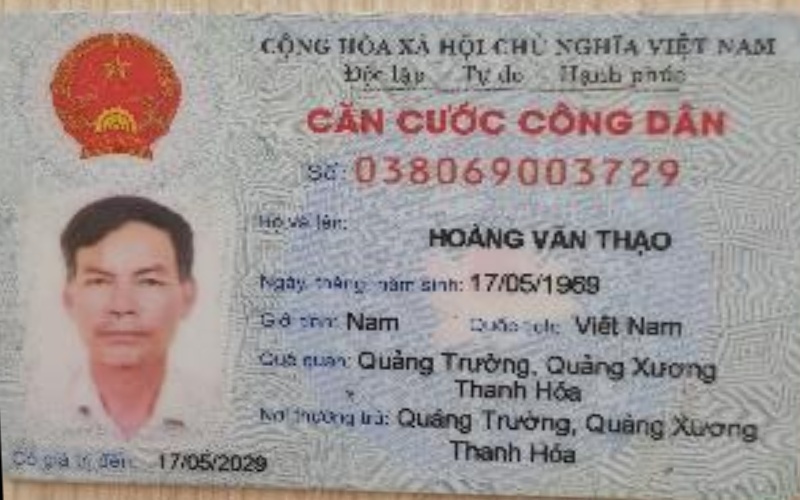 CỘNG HÒA XÃ HỘI CHỦ NGHĨA VIỆT NAM
Độc lập Tự do Hạnh phúc
CĂN CƯỚC CÔNG DÂN
Số: 038069003729
Họ và tên:
HOÀNG VĂN THẠO
Ngày, tháng, năm sinh: 17/05/1969
Giới tính: Nam Quốc tịch: Việt Nam
Quê quán: Quảng Trường, Quảng Xương
Thanh Hóa
Nơi thường trú: Quảng Trường, Quảng Xương
Thanh Hóa
Có giá trị đến: 17/05/2029